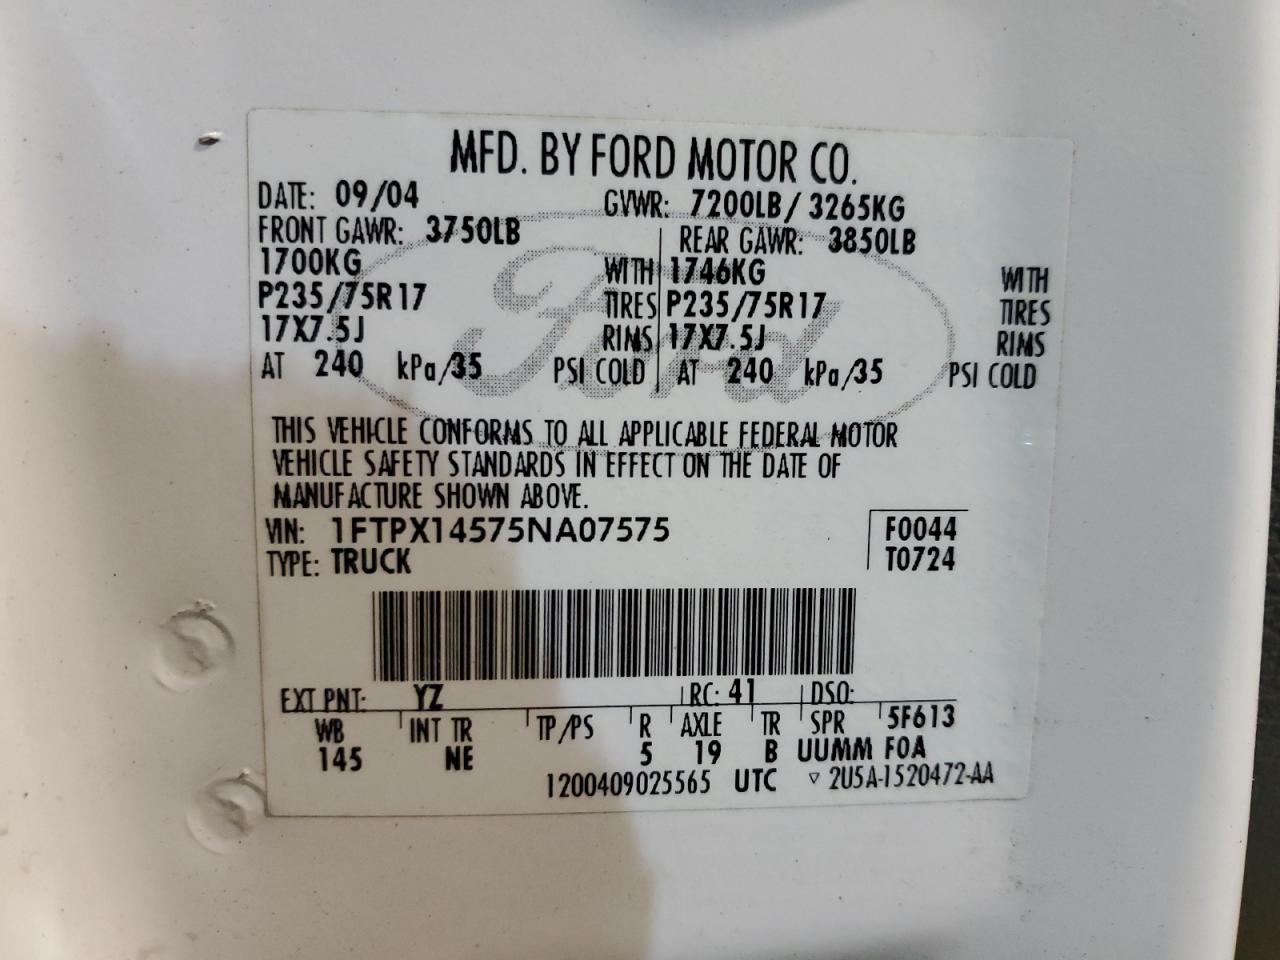 MFD. BY FORD MOTOR CO.
DATE: 09/04 GVWR: 7200LB/ 3265KG
FRONT GAWR: 3750LB REAR GAWR: 3850LB
1700KG WITH 1746KG WITH
P235/75R17 TIRES P235/75R17 TIRES
17X7.5J RIMS 17X7.5J RIMS
AT 240 kPa/35 PSI COLD AT 240 kPa/35 PSI COLD
Ford
THIS VEHICLE CONFORMS TO ALL APPLICABLE FEDERAL MOTOR
VEHICLE SAFETY STANDARDS IN EFFECT ON THE DATE OF
MANUFACTURE SHOWN ABOVE.
VIN: 1FTPX14575NA07575 F0044
TYPE: TRUCK T0724
EXT PNT: YZ RC: 41 DSO:
WB INT TR TP/PS R AXLE TR SPR 5F613
145 NE 5 19 B UUMM FOA
1200409025565 UTC ▿ 2U5A-1520472-AA